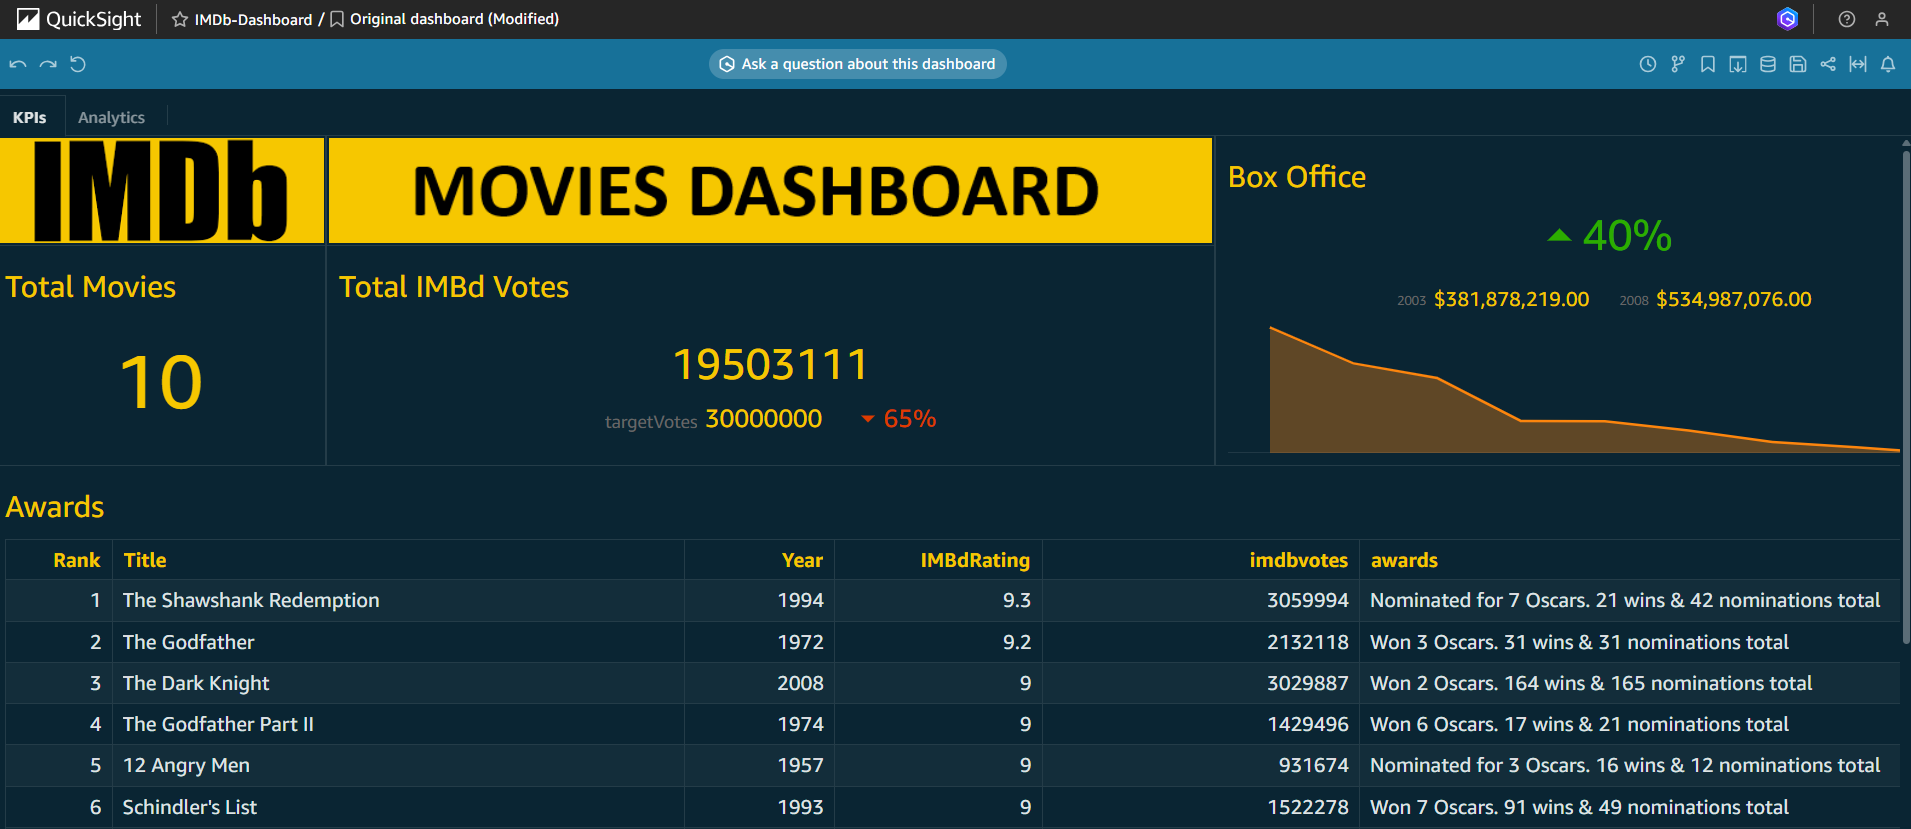 QuickSight IMDb-Dashboard / Original dashboard (Modified)
Ask a question about this dashboard
KPIs Analytics
IMDb
MOVIES DASHBOARD
Box Office
40%
2003 $381,878,219.00 2008 $534,987,076.00
Total Movies
10
Total IMBd Votes
19503111
targetVotes 30000000 65%
Awards
Rank Title Year IMBdRating imdbvotes awards
1 The Shawshank Redemption 1994 9.3 3059994 Nominated for 7 Oscars. 21 wins & 42 nominations total
2 The Godfather 1972 9.2 2132118 Won 3 Oscars. 31 wins & 31 nominations total
3 The Dark Knight 2008 9 3029887 Won 2 Oscars. 164 wins & 165 nominations total
4 The Godfather Part II 1974 9 1429496 Won 6 Oscars. 17 wins & 21 nominations total
5 12 Angry Men 1957 9 931674 Nominated for 3 Oscars. 16 wins & 12 nominations total
6 Schindler's List 1993 9 1522278 Won 7 Oscars. 91 wins & 49 nominations total